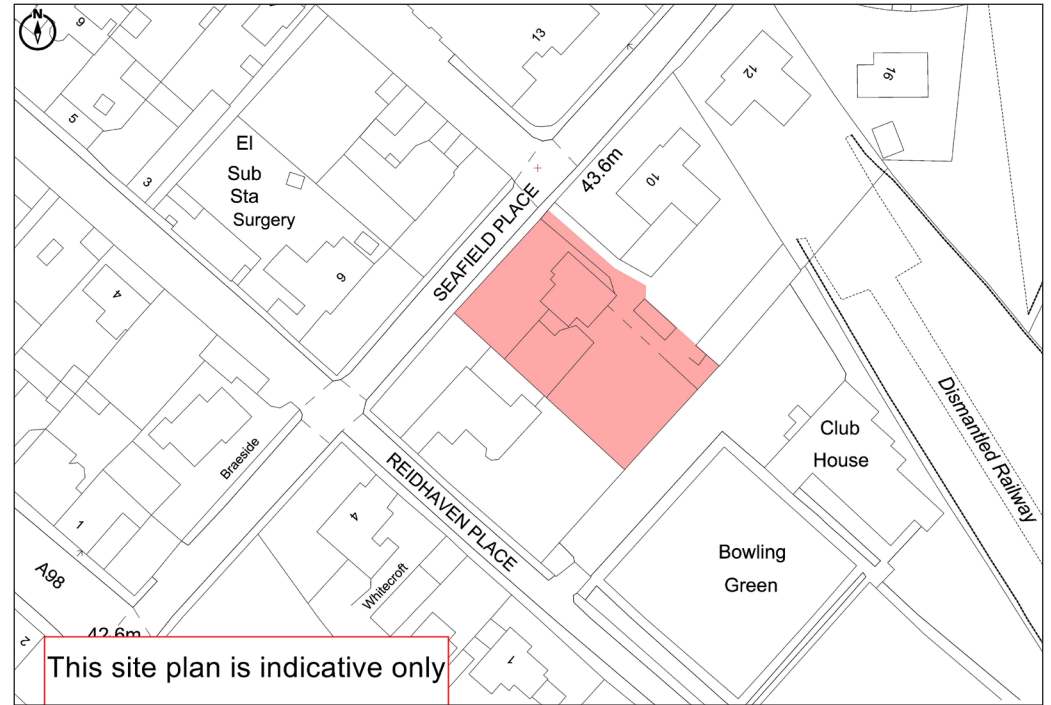 N
9
13
12
16
5
El
Sub
Sta
Surgery
3
43.6m
10
SEAFIELD PLACE
6
4
Dismantled Railway
Club
House
Braeside
REIDHAVEN PLACE
4
Whitecroft
Bowling
Green
1
A98
42.6m
2
1
This site plan is indicative only